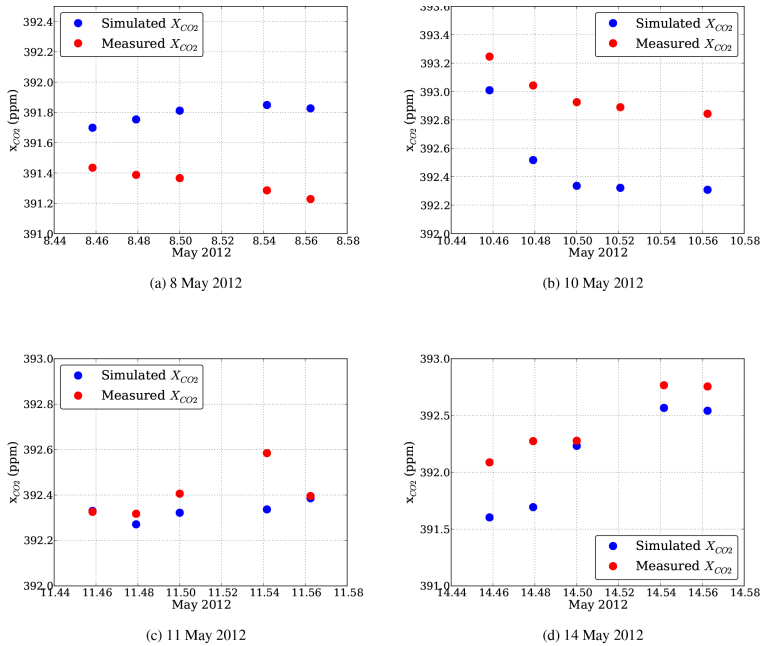 392.4
392.2
392.0
391.8
391.6
391.4
391.2
391.0
x_CO2 (ppm)
Simulated X_CO2
Measured X_CO2
8.44 8.46 8.48 8.50 8.52 8.54 8.56 8.58
May 2012
(a) 8 May 2012
393.6
393.4
393.2
393.0
392.8
392.6
392.4
392.2
392.0
x_CO2 (ppm)
Simulated X_CO2
Measured X_CO2
10.44 10.46 10.48 10.50 10.52 10.54 10.56 10.58
May 2012
(b) 10 May 2012
393.0
392.8
392.6
392.4
392.2
392.0
x_CO2 (ppm)
Simulated X_CO2
Measured X_CO2
11.44 11.46 11.48 11.50 11.52 11.54 11.56 11.58
May 2012
(c) 11 May 2012
393.0
392.5
392.0
391.5
391.0
x_CO2 (ppm)
Simulated X_CO2
Measured X_CO2
14.44 14.46 14.48 14.50 14.52 14.54 14.56 14.58
May 2012
(d) 14 May 2012